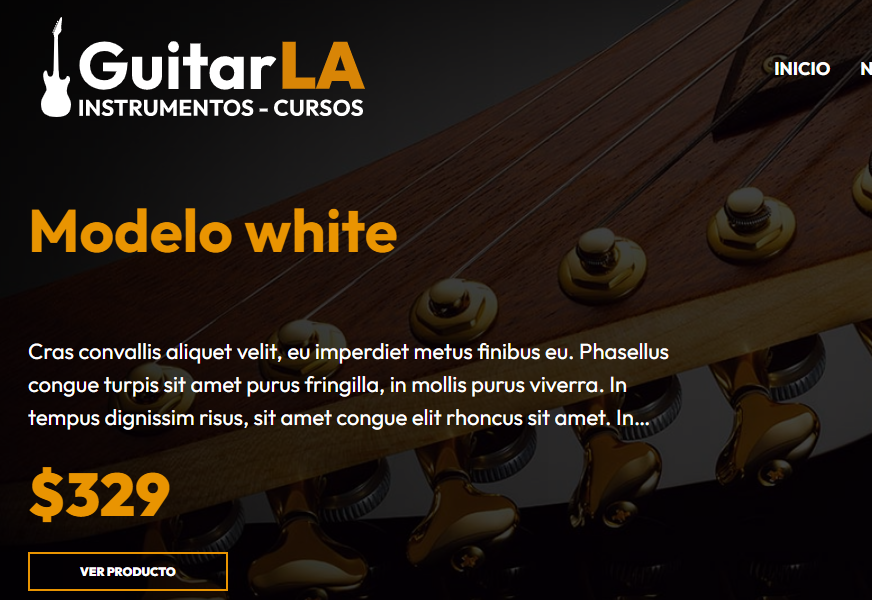 GuitarLA
INSTRUMENTOS - CURSOS
INICIO
Modelo white
Cras convallis aliquet velit, eu imperdiet metus finibus eu. Phasellus
congue turpis sit amet purus fringilla, in mollis purus viverra. In
tempus dignissim risus, sit amet congue elit rhoncus sit amet. In...
$329
VER PRODUCTO